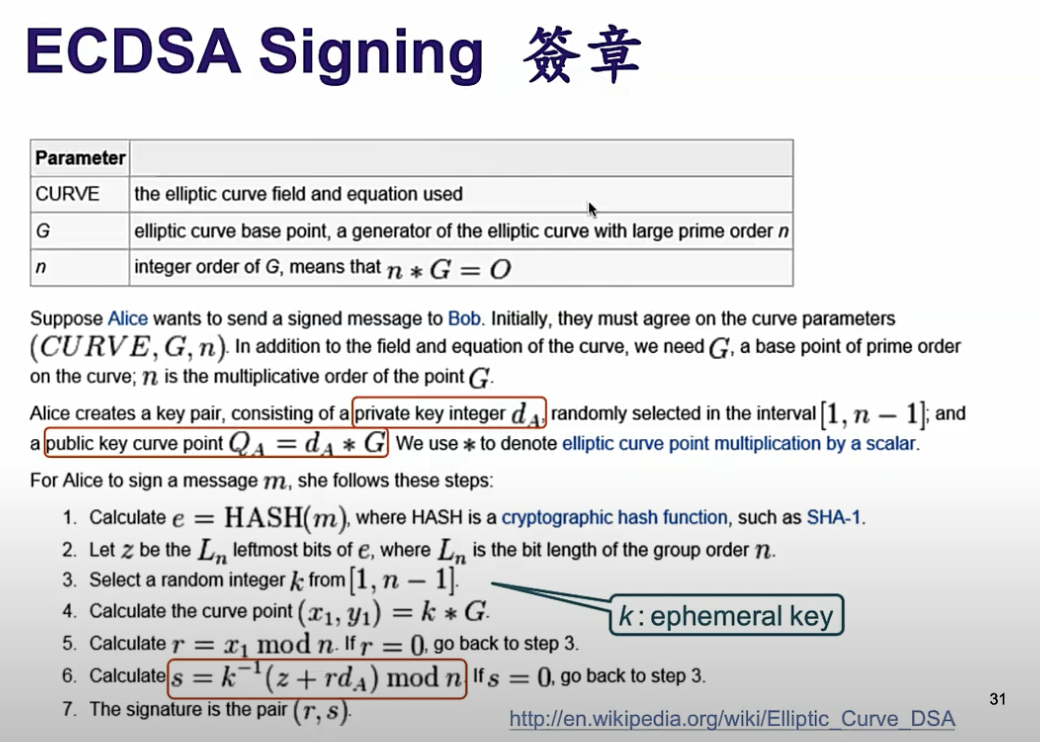 ECDSA Signing 簽章
Parameter
CURVE the elliptic curve field and equation used
G elliptic curve base point, a generator of the elliptic curve with large prime order n
n integer order of G, means that n ∗ G = O
Suppose Alice wants to send a signed message to Bob. Initially, they must agree on the curve parameters
(CURVE, G, n). In addition to the field and equation of the curve, we need G, a base point of prime order
on the curve; n is the multiplicative order of the point G.
Alice creates a key pair, consisting of a private key integer d_A, randomly selected in the interval [1, n − 1]; and
a public key curve point Q_A = d_A ∗ G. We use ∗ to denote elliptic curve point multiplication by a scalar.
For Alice to sign a message m, she follows these steps:
1. Calculate e = HASH(m), where HASH is a cryptographic hash function, such as SHA-1.
2. Let z be the L_n leftmost bits of e, where L_n is the bit length of the group order n.
3. Select a random integer k from [1, n − 1].
k : ephemeral key
4. Calculate the curve point (x₁, y₁) = k ∗ G.
5. Calculate r = x₁ mod n. If r = 0, go back to step 3.
6. Calculate s = k⁻¹(z + rd_A) mod n. If s = 0, go back to step 3.
7. The signature is the pair (r, s).
http://en.wikipedia.org/wiki/Elliptic_Curve_DSA
31